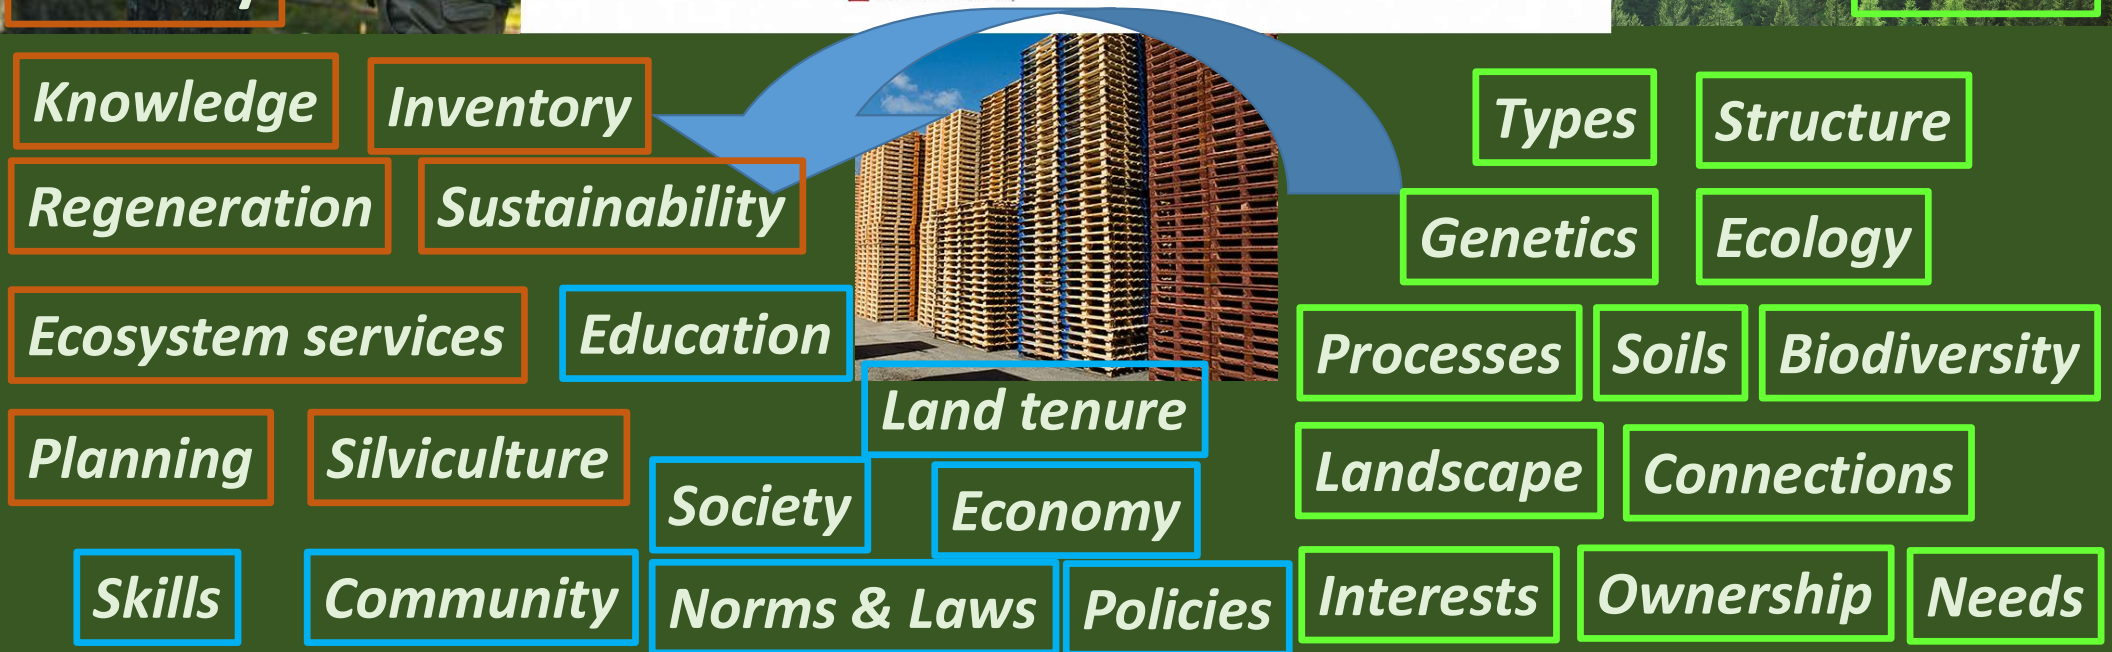 Knowledge
Inventory
Types
Structure
Regeneration
Sustainability
Genetics
Ecology
Ecosystem services
Education
Processes
Soils
Biodiversity
Land tenure
Planning
Silviculture
Society
Economy
Landscape
Connections
Skills
Community
Norms & Laws
Policies
Interests
Ownership
Needs